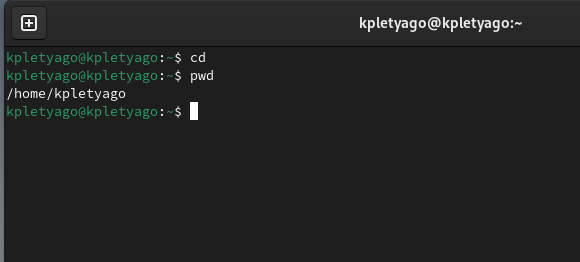 kpletyago@kpletyago:~
kpletyago@kpletyago:~$ cd
kpletyago@kpletyago:~$ pwd
/home/kpletyago
kpletyago@kpletyago:~$